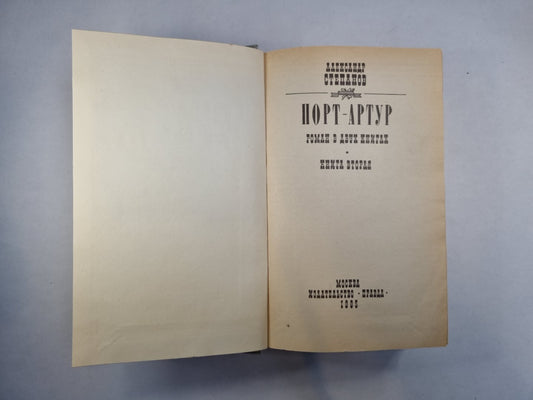 АЛЕКСАНДР
СТЕПАНОВ
ПОРТ-АРТУР
РОМАН В ДВУХ КНИГАХ
КНИГА ВТОРАЯ
МОСКВА
ИЗДАТЕЛЬСТВО «ПРАВДА»